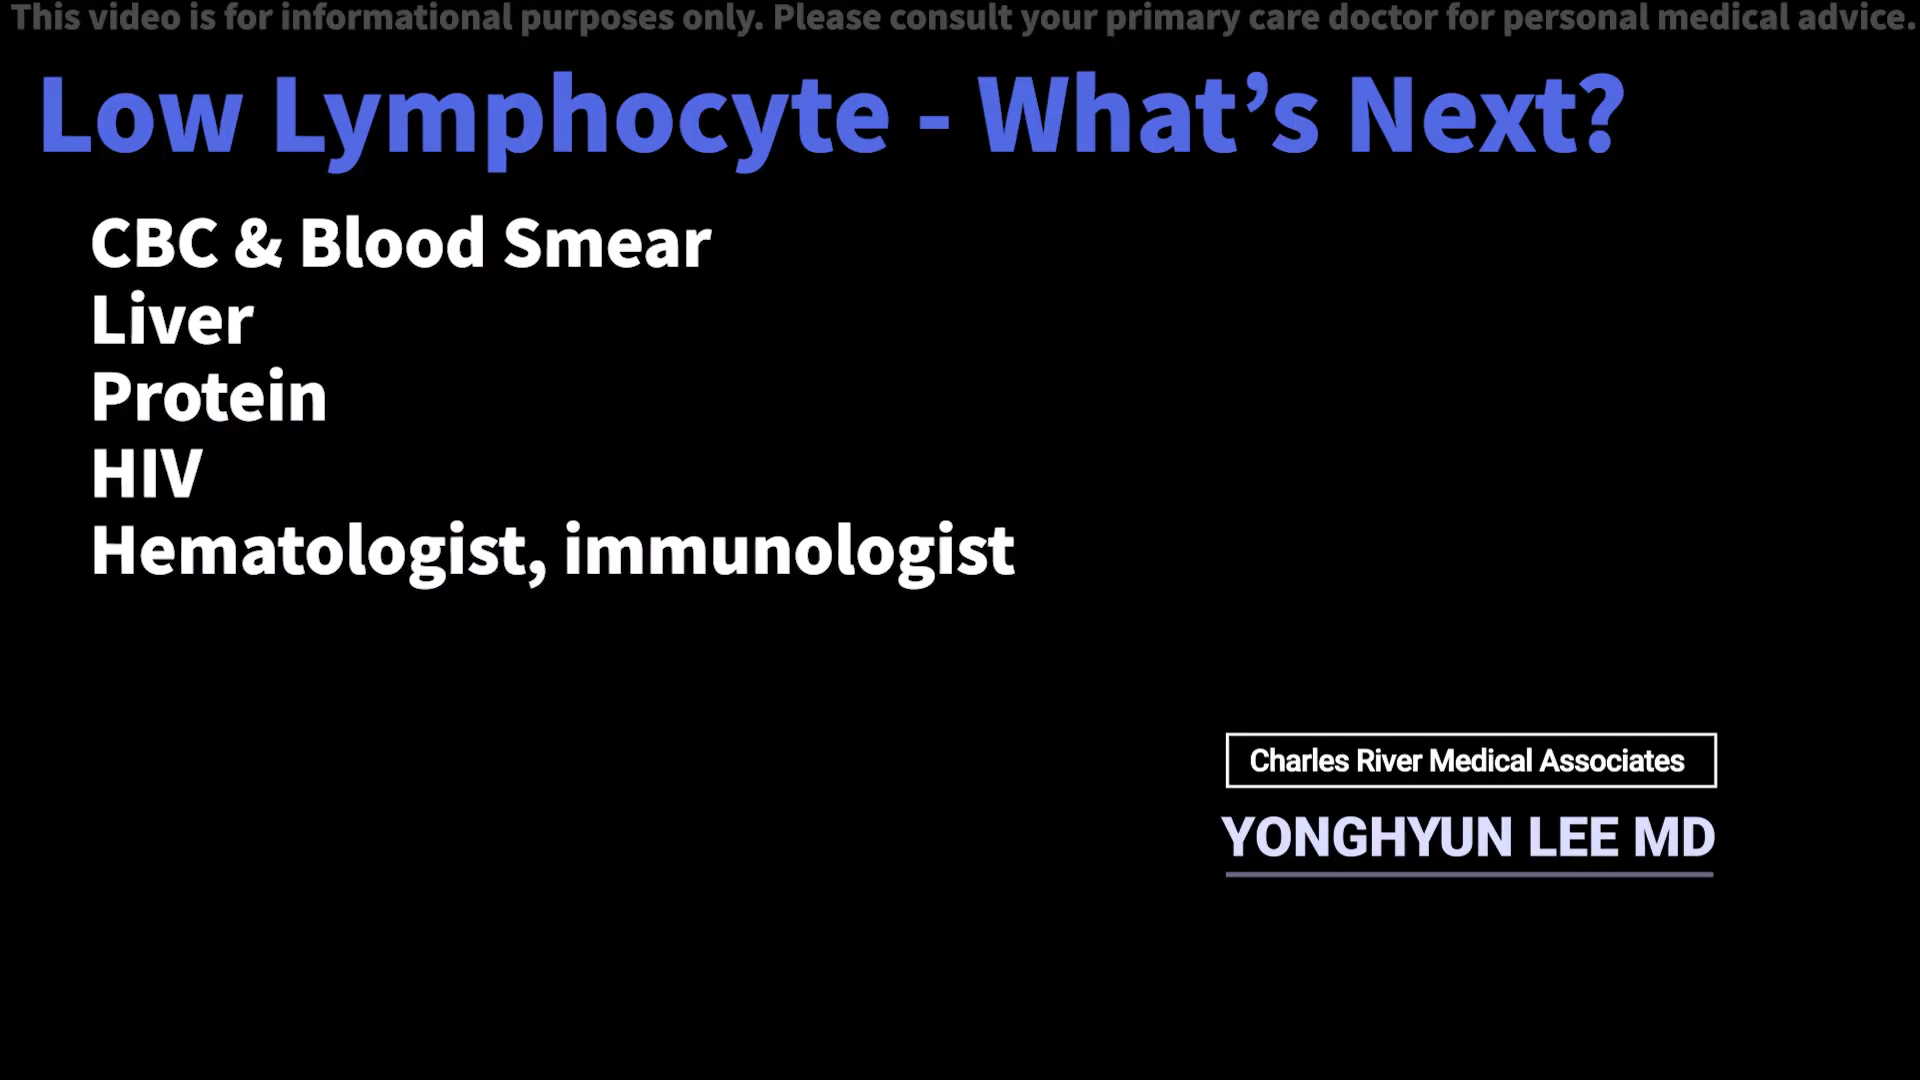 This video is for informational purposes only. Please consult your primary care doctor for personal medical advice.
Low Lymphocyte - What’s Next?
CBC & Blood Smear
Liver
Protein
HIV
Hematologist, immunologist
Charles River Medical Associates
YONGHYUN LEE MD